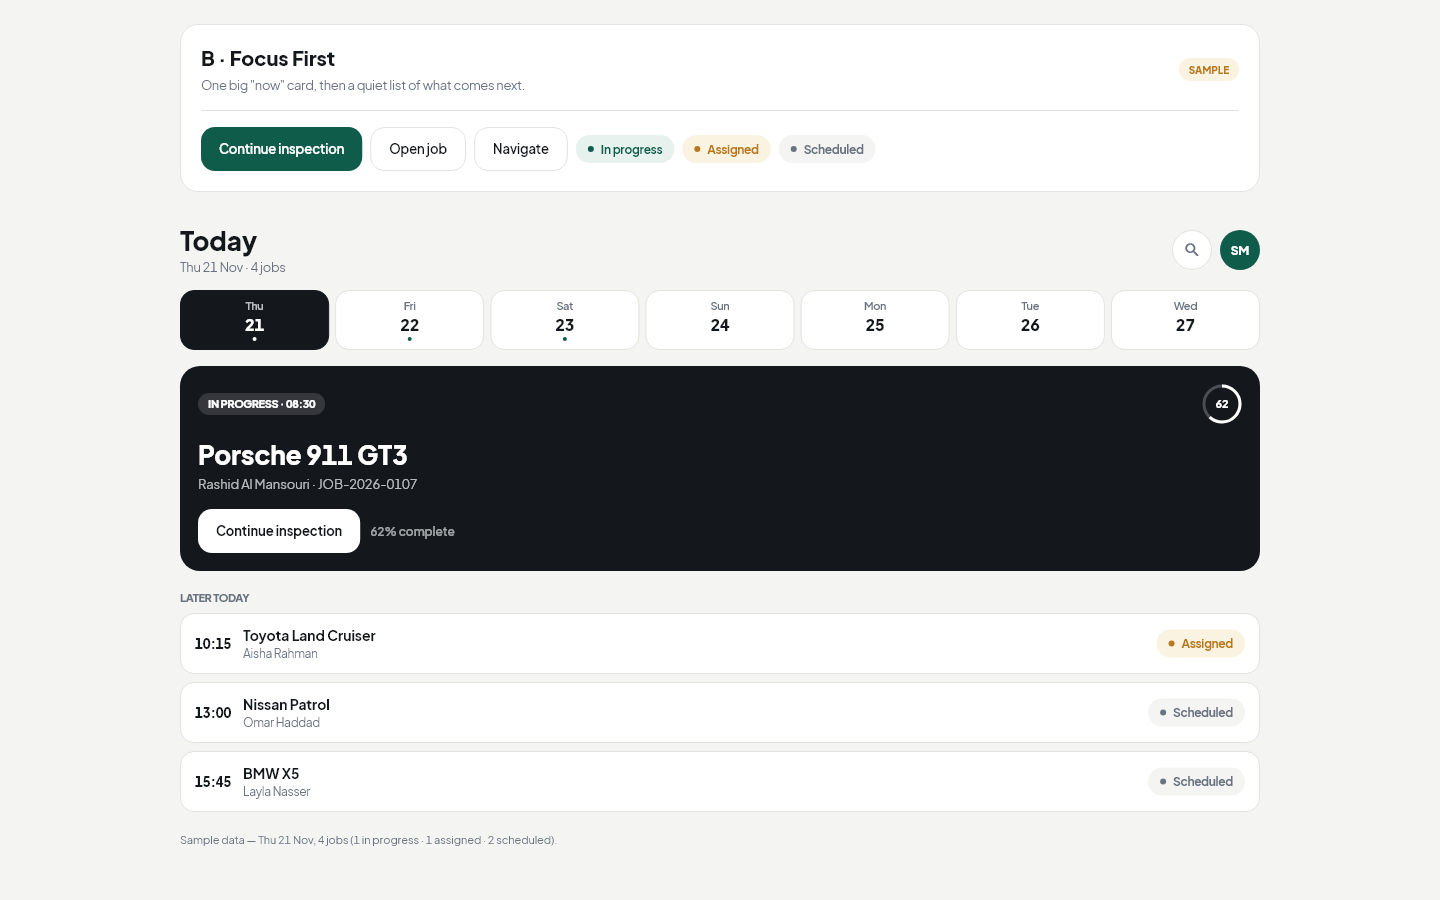 B · Focus First
One big "now" card, then a quiet list of what comes next.
SAMPLE
Continue inspection
Open job
Navigate
In progress
Assigned
Scheduled
Today
Thu 21 Nov · 4 jobs
SM
Thu
21
Fri
22
Sat
23
Sun
24
Mon
25
Tue
26
Wed
27
IN PROGRESS · 08:30
62
Porsche 911 GT3
Rashid Al Mansouri · JOB-2026-0107
Continue inspection
62% complete
LATER TODAY
10:15
Toyota Land Cruiser
Aisha Rahman
Assigned
13:00
Nissan Patrol
Omar Haddad
Scheduled
15:45
BMW X5
Layla Nasser
Scheduled
Sample data — Thu 21 Nov, 4 jobs (1 in progress · 1 assigned · 2 scheduled).